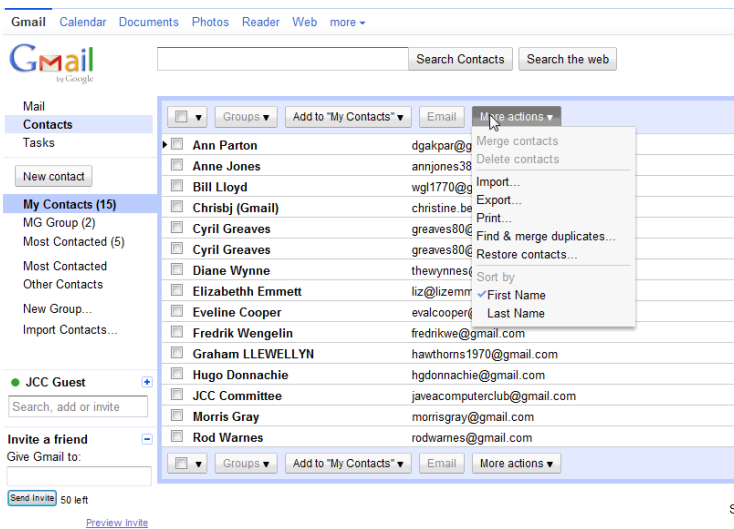 Gmail Calendar Documents Photos Reader Web more
Gmail
by Google
Search Contacts Search the web
Mail
Contacts
Tasks
New contact
My Contacts (15)
MG Group (2)
Most Contacted (5)
Most Contacted
Other Contacts
New Group...
Import Contacts...
JCC Guest
Search, add or invite
Invite a friend
Give Gmail to:
Send Invite 50 left
Preview Invite
Groups Add to "My Contacts" Email More actions
Ann Parton dgakpar@g
Anne Jones annjones38
Bill Lloyd wgl1770@g
Chrisbj (Gmail) christine.be
Cyril Greaves greaves80@
Cyril Greaves greaves80@
Diane Wynne thewynnes
Elizabethh Emmett liz@lizemm
Eveline Cooper evalcooper
Fredrik Wengelin fredrikwe@gmail.com
Graham LLEWELLYN hawthorns1970@gmail.com
Hugo Donnachie hgdonnachie@gmail.com
JCC Committee javeacomputerclub@gmail.com
Morris Gray morrisgray@gmail.com
Rod Warnes rodwarnes@gmail.com
Merge contacts
Delete contacts
Import...
Export...
Print...
Find & merge duplicates...
Restore contacts...
Sort by
First Name
Last Name
Groups Add to "My Contacts" Email More actions
S